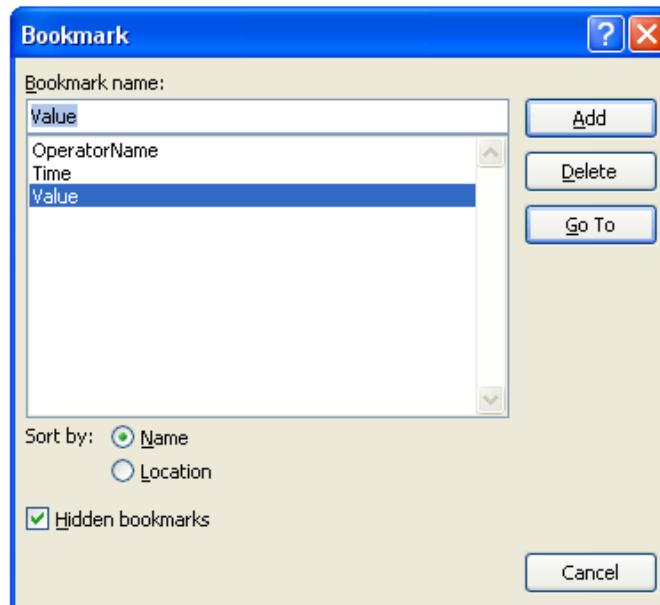 Bookmark
Bookmark name:
Value
Add
OperatorName
Time
Value
Delete
Go To
Sort by:
Name
Location
Hidden bookmarks
Cancel